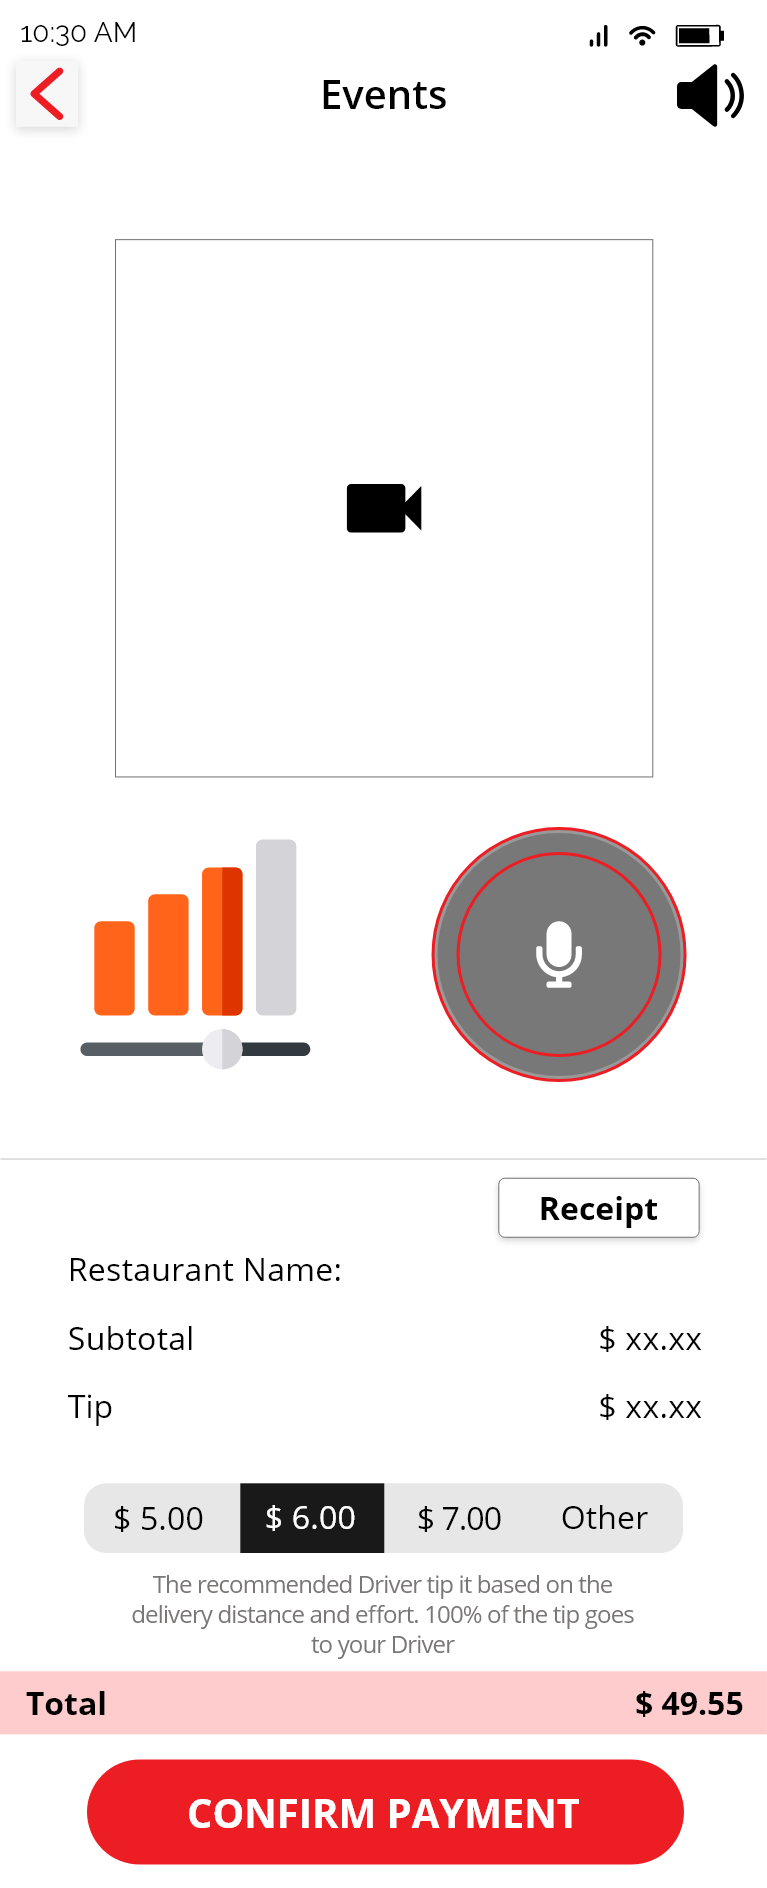 10:30 AM
Events
Receipt
Restaurant Name:
Subtotal $ xx.xx
Tip $ xx.xx
$ 5.00 $ 6.00 $ 7.00 Other
The recommended Driver tip it based on the
delivery distance and effort. 100% of the tip goes
to your Driver
Total $ 49.55
CONFIRM PAYMENT